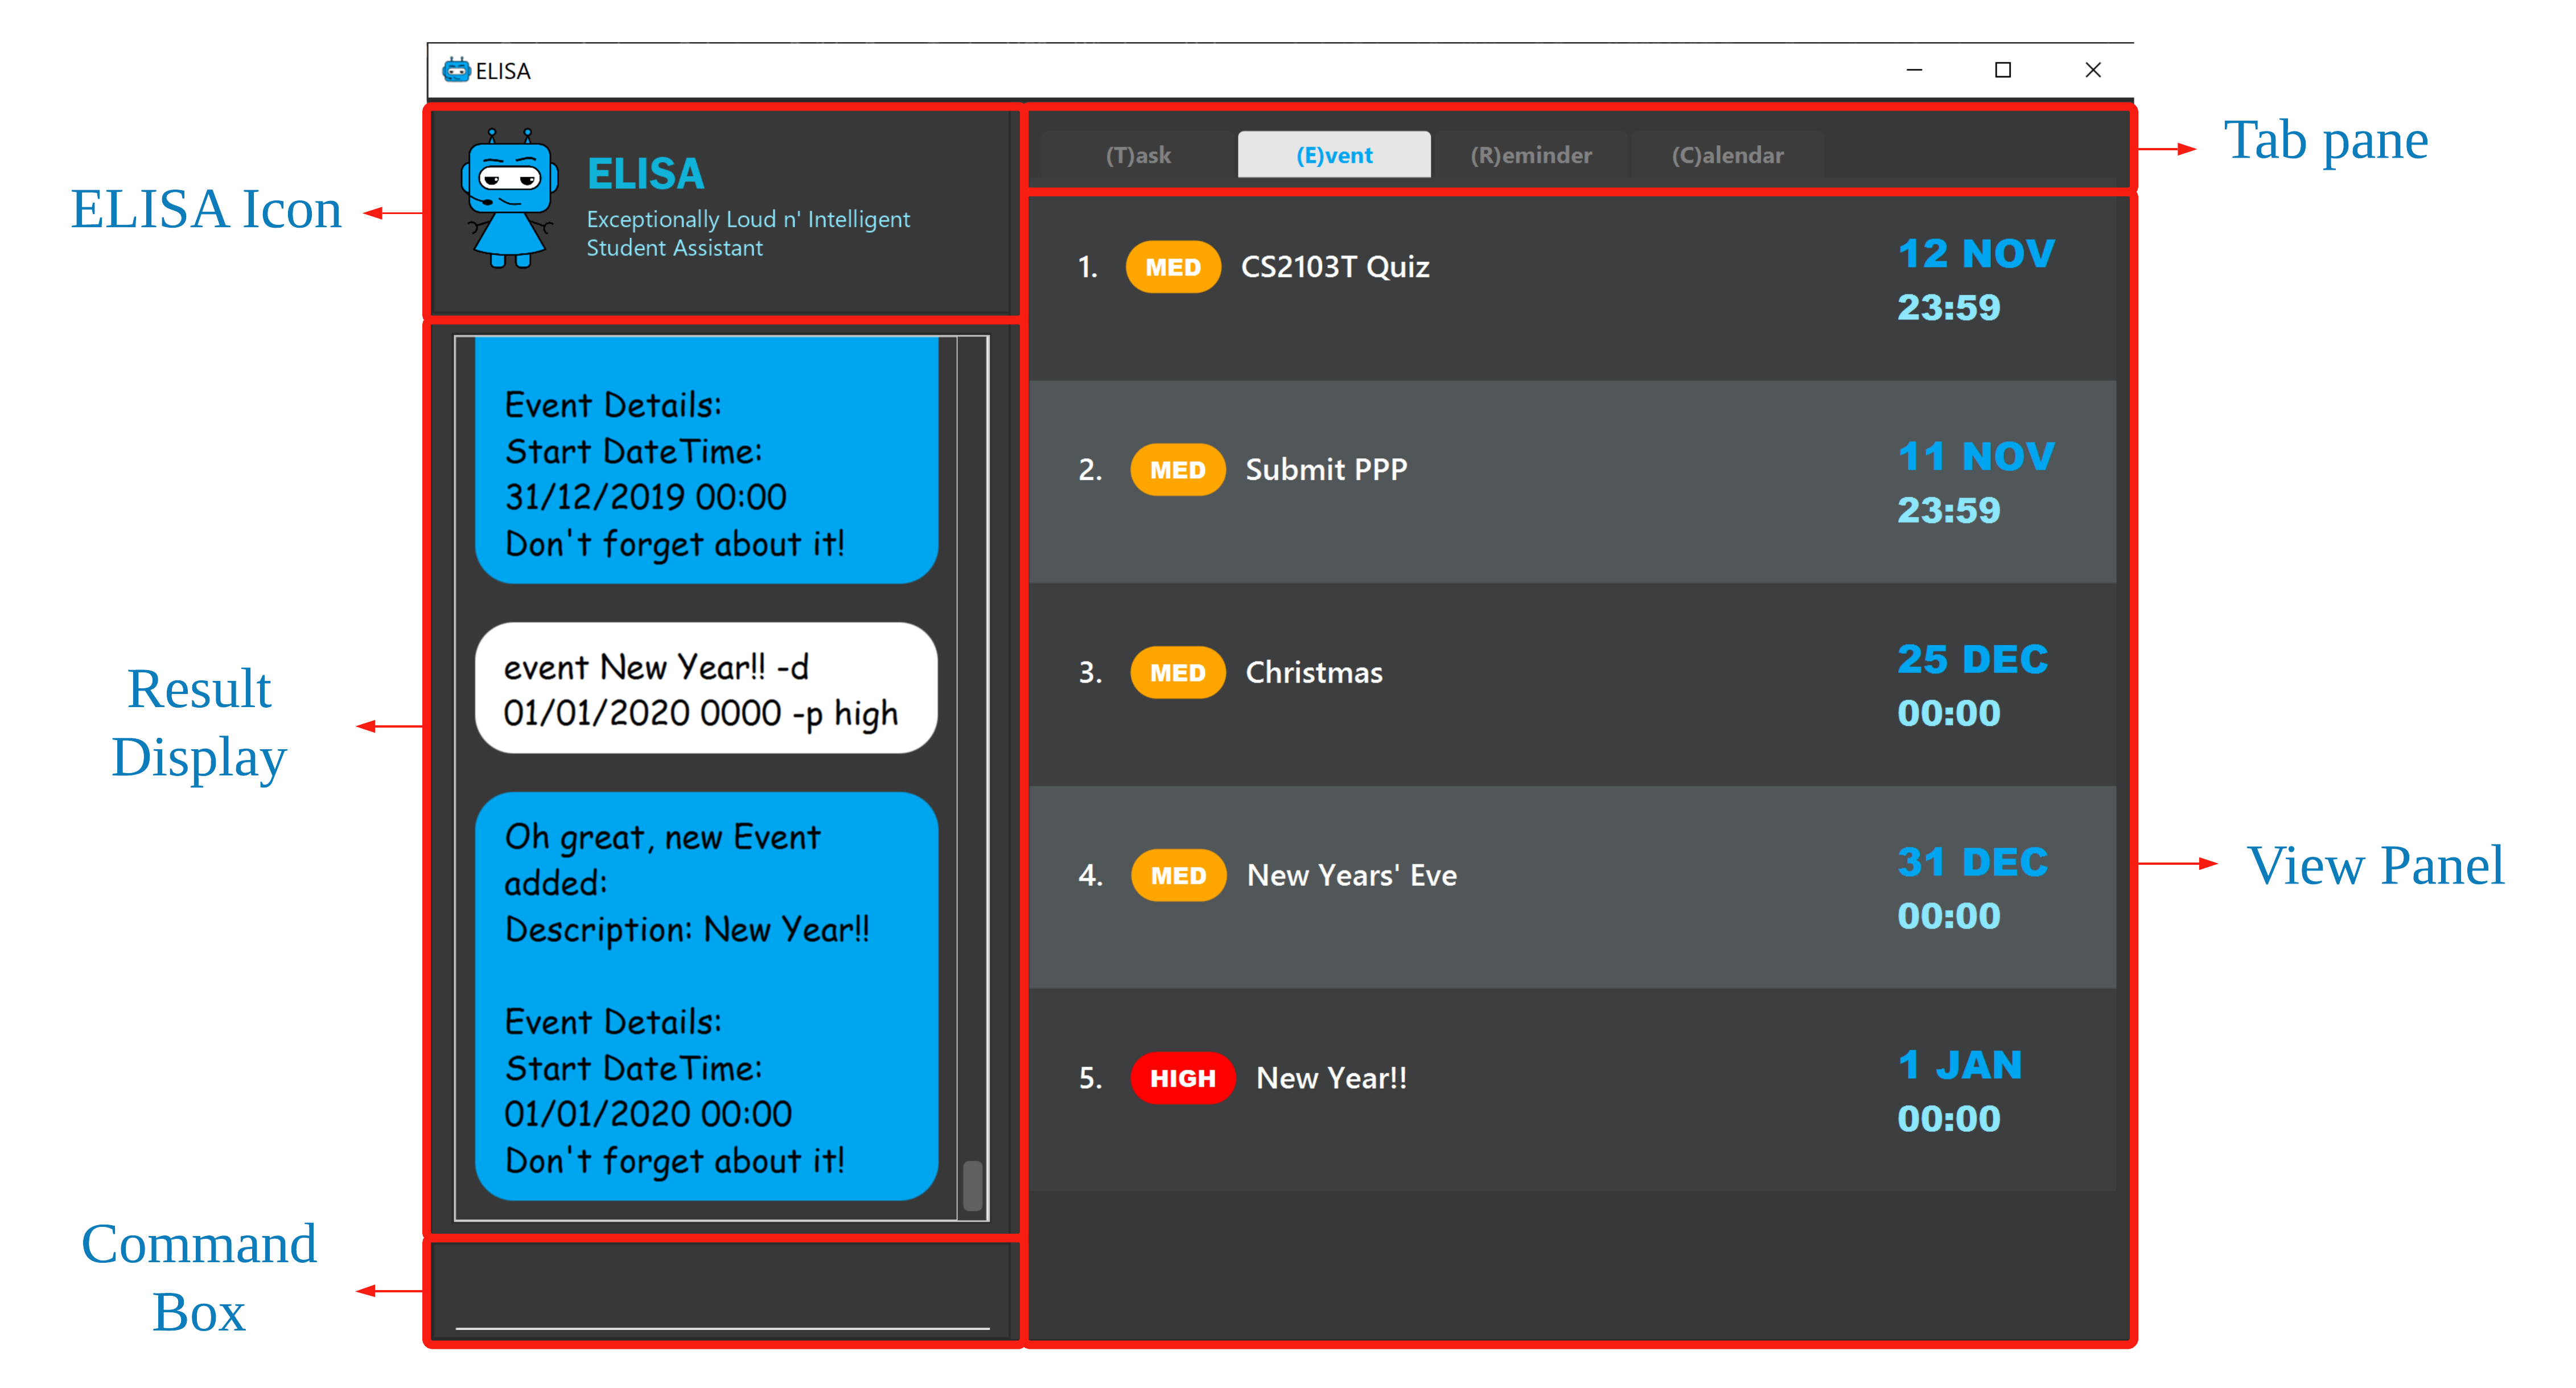 ELISA
ELISA
Exceptionally Loud n' Intelligent
Student Assistant
ELISA Icon
(T)ask
(E)vent
(R)eminder
(C)alendar
Tab pane
Event Details:
Start DateTime:
31/12/2019 00:00
Don't forget about it!
event New Year!! -d
01/01/2020 0000 -p high
Oh great, new Event
added:
Description: New Year!!
Event Details:
Start DateTime:
01/01/2020 00:00
Don't forget about it!
Result
Display
Command
Box
1. MED CS2103T Quiz
12 NOV
23:59
2. MED Submit PPP
11 NOV
23:59
3. MED Christmas
25 DEC
00:00
4. MED New Years' Eve
31 DEC
00:00
5. HIGH New Year!!
1 JAN
00:00
View Panel